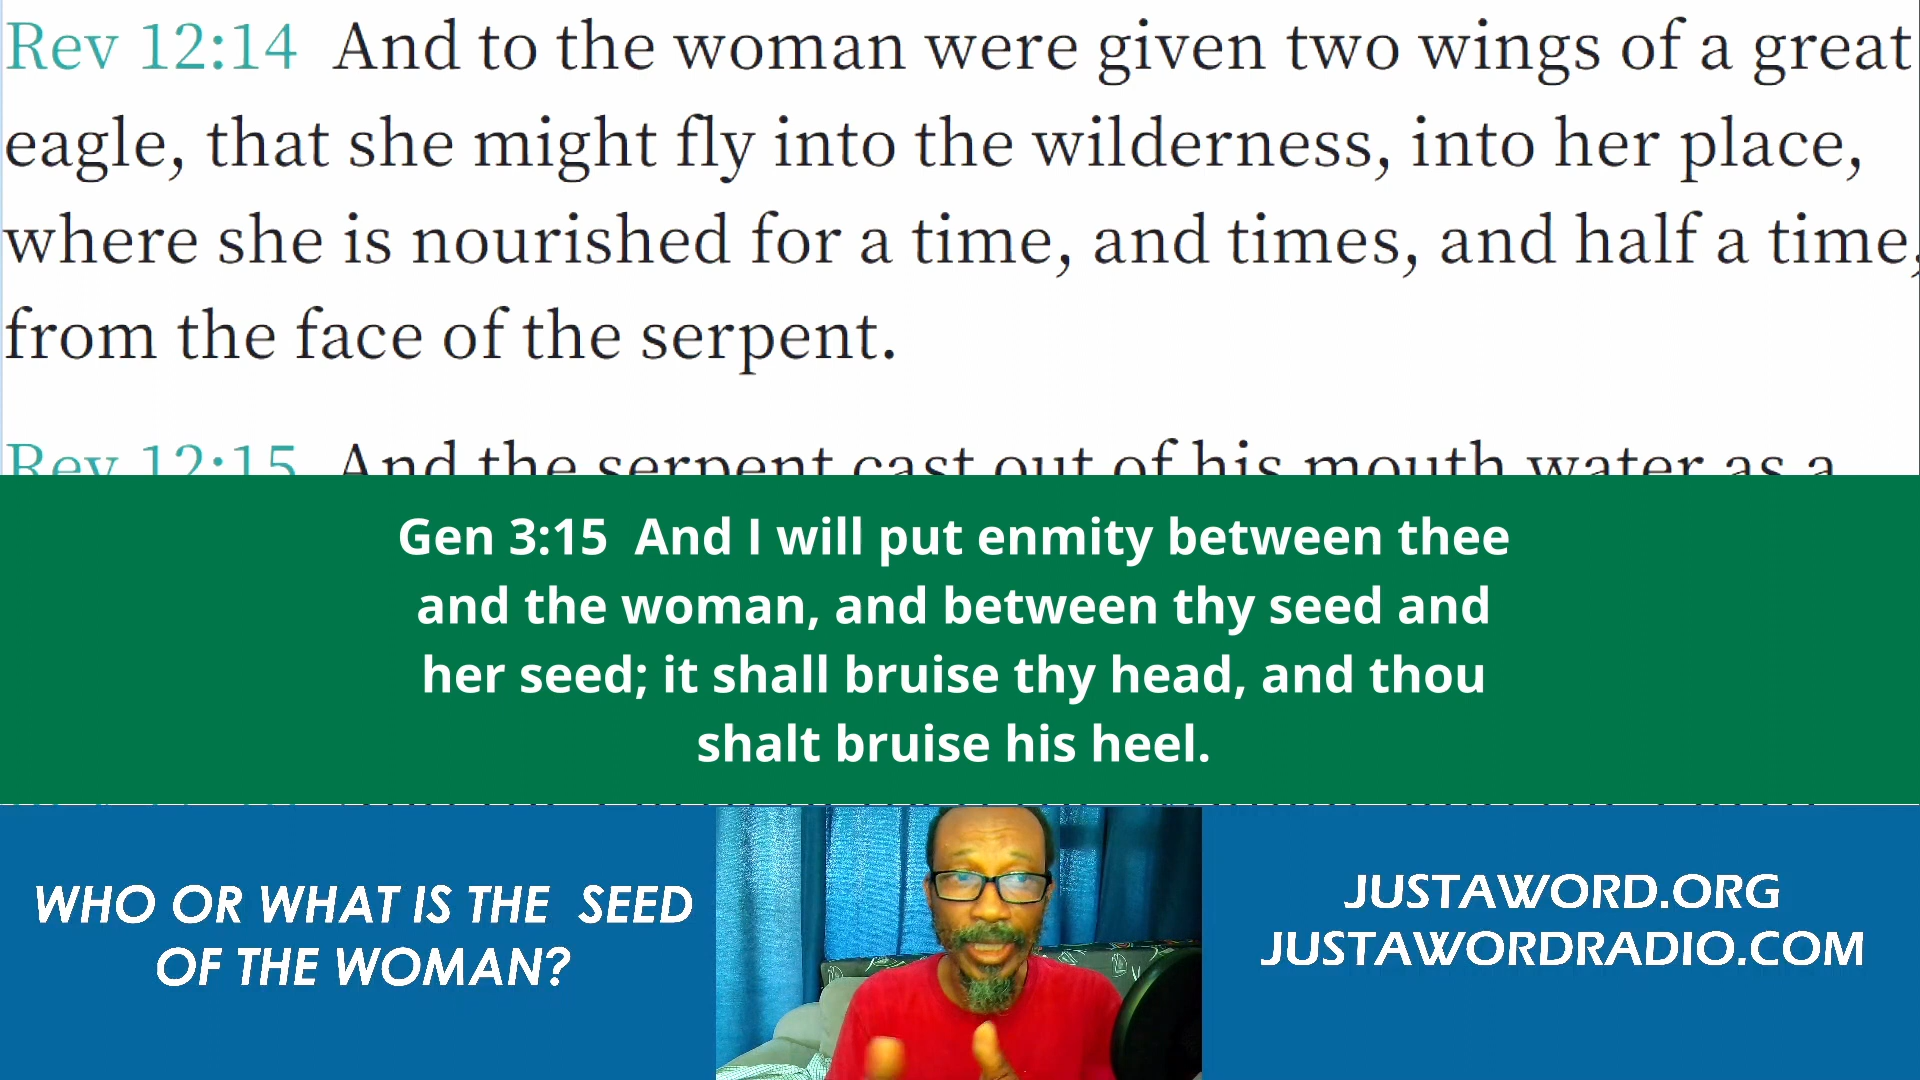 Rev 12:14 And to the woman were given two wings of a great
eagle, that she might fly into the wilderness, into her place,
where she is nourished for a time, and times, and half a time,
from the face of the serpent.
Rev 12:15 And the serpent cast out of his mouth water as a
Gen 3:15 And I will put enmity between thee
and the woman, and between thy seed and
her seed; it shall bruise thy head, and thou
shalt bruise his heel.
WHO OR WHAT IS THE SEED
OF THE WOMAN?
JUSTAWORD.ORG
JUSTAWORDRADIO.COM